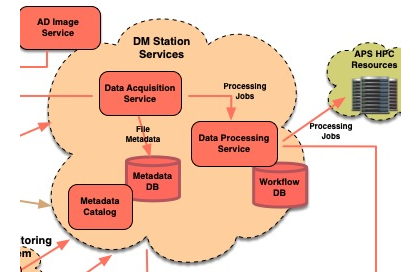 AD Image
Service
DM Station
Services
APS HPC
Resources
Data Acquisition
Service
Processing
Jobs
File
Metadata
Data Processing
Service
Processing
Jobs
Metadata
DB
Workflow
DB
Metadata
Catalog
toring
em